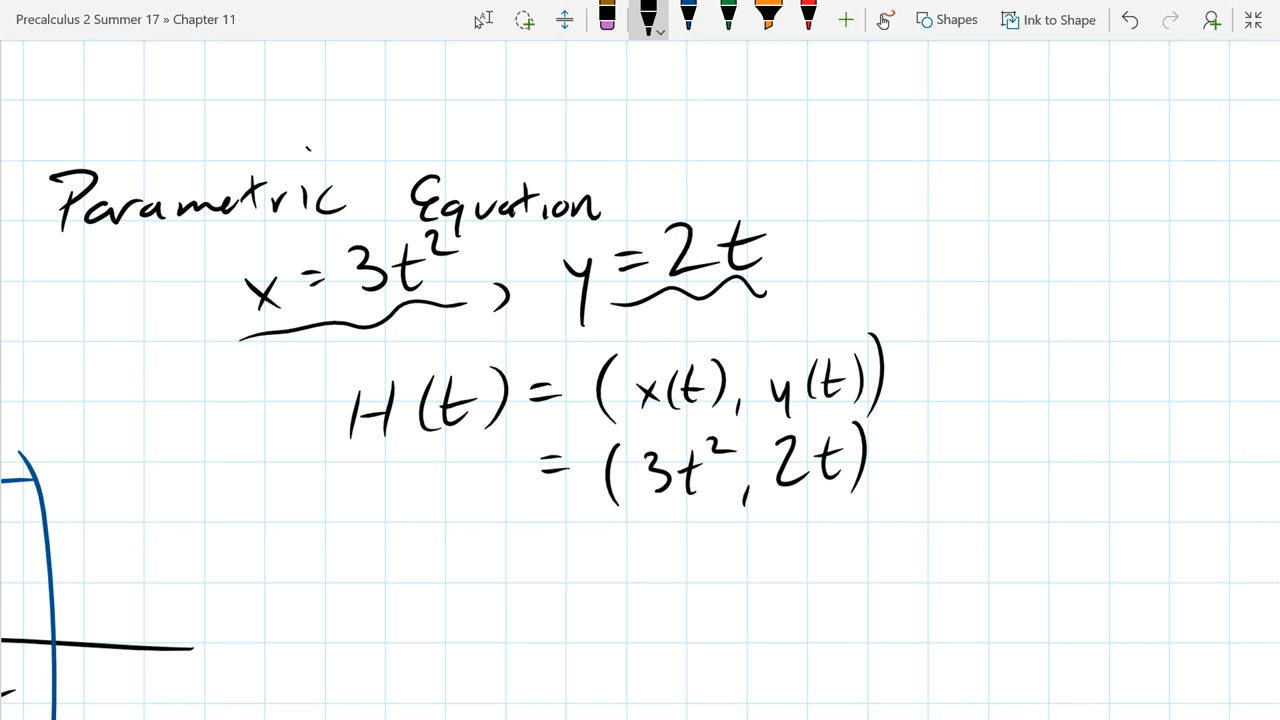 Precalculus 2 Summer 17 » Chapter 11
Shapes
Ink to Shape
Parametric Equation
x = 3t², y = 2t
H(t) = (x(t), y(t))
= (3t², 2t)